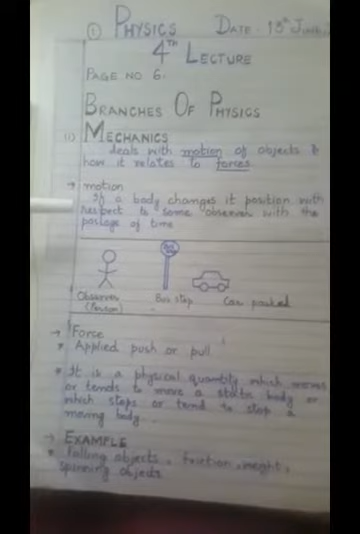 ① PHYSICS DATE: 13th
4TH LECTURE
PAGE NO 6.
BRANCHES OF PHYSICS
(i) MECHANICS
deals with motion of objects &
how it relates to forces.
→ motion
If a body changes it position with
respect to some observer with the
passage of time
BUS STOP
Observer Bus stop Car parked
(Person)
→ Force
* Applied push or pull
* It is a physical quantity which moves
or tends to move a static body or
which stops or tend to stop a
moving body.
→ EXAMPLE
* Falling objects, friction, weight,
spinning objects